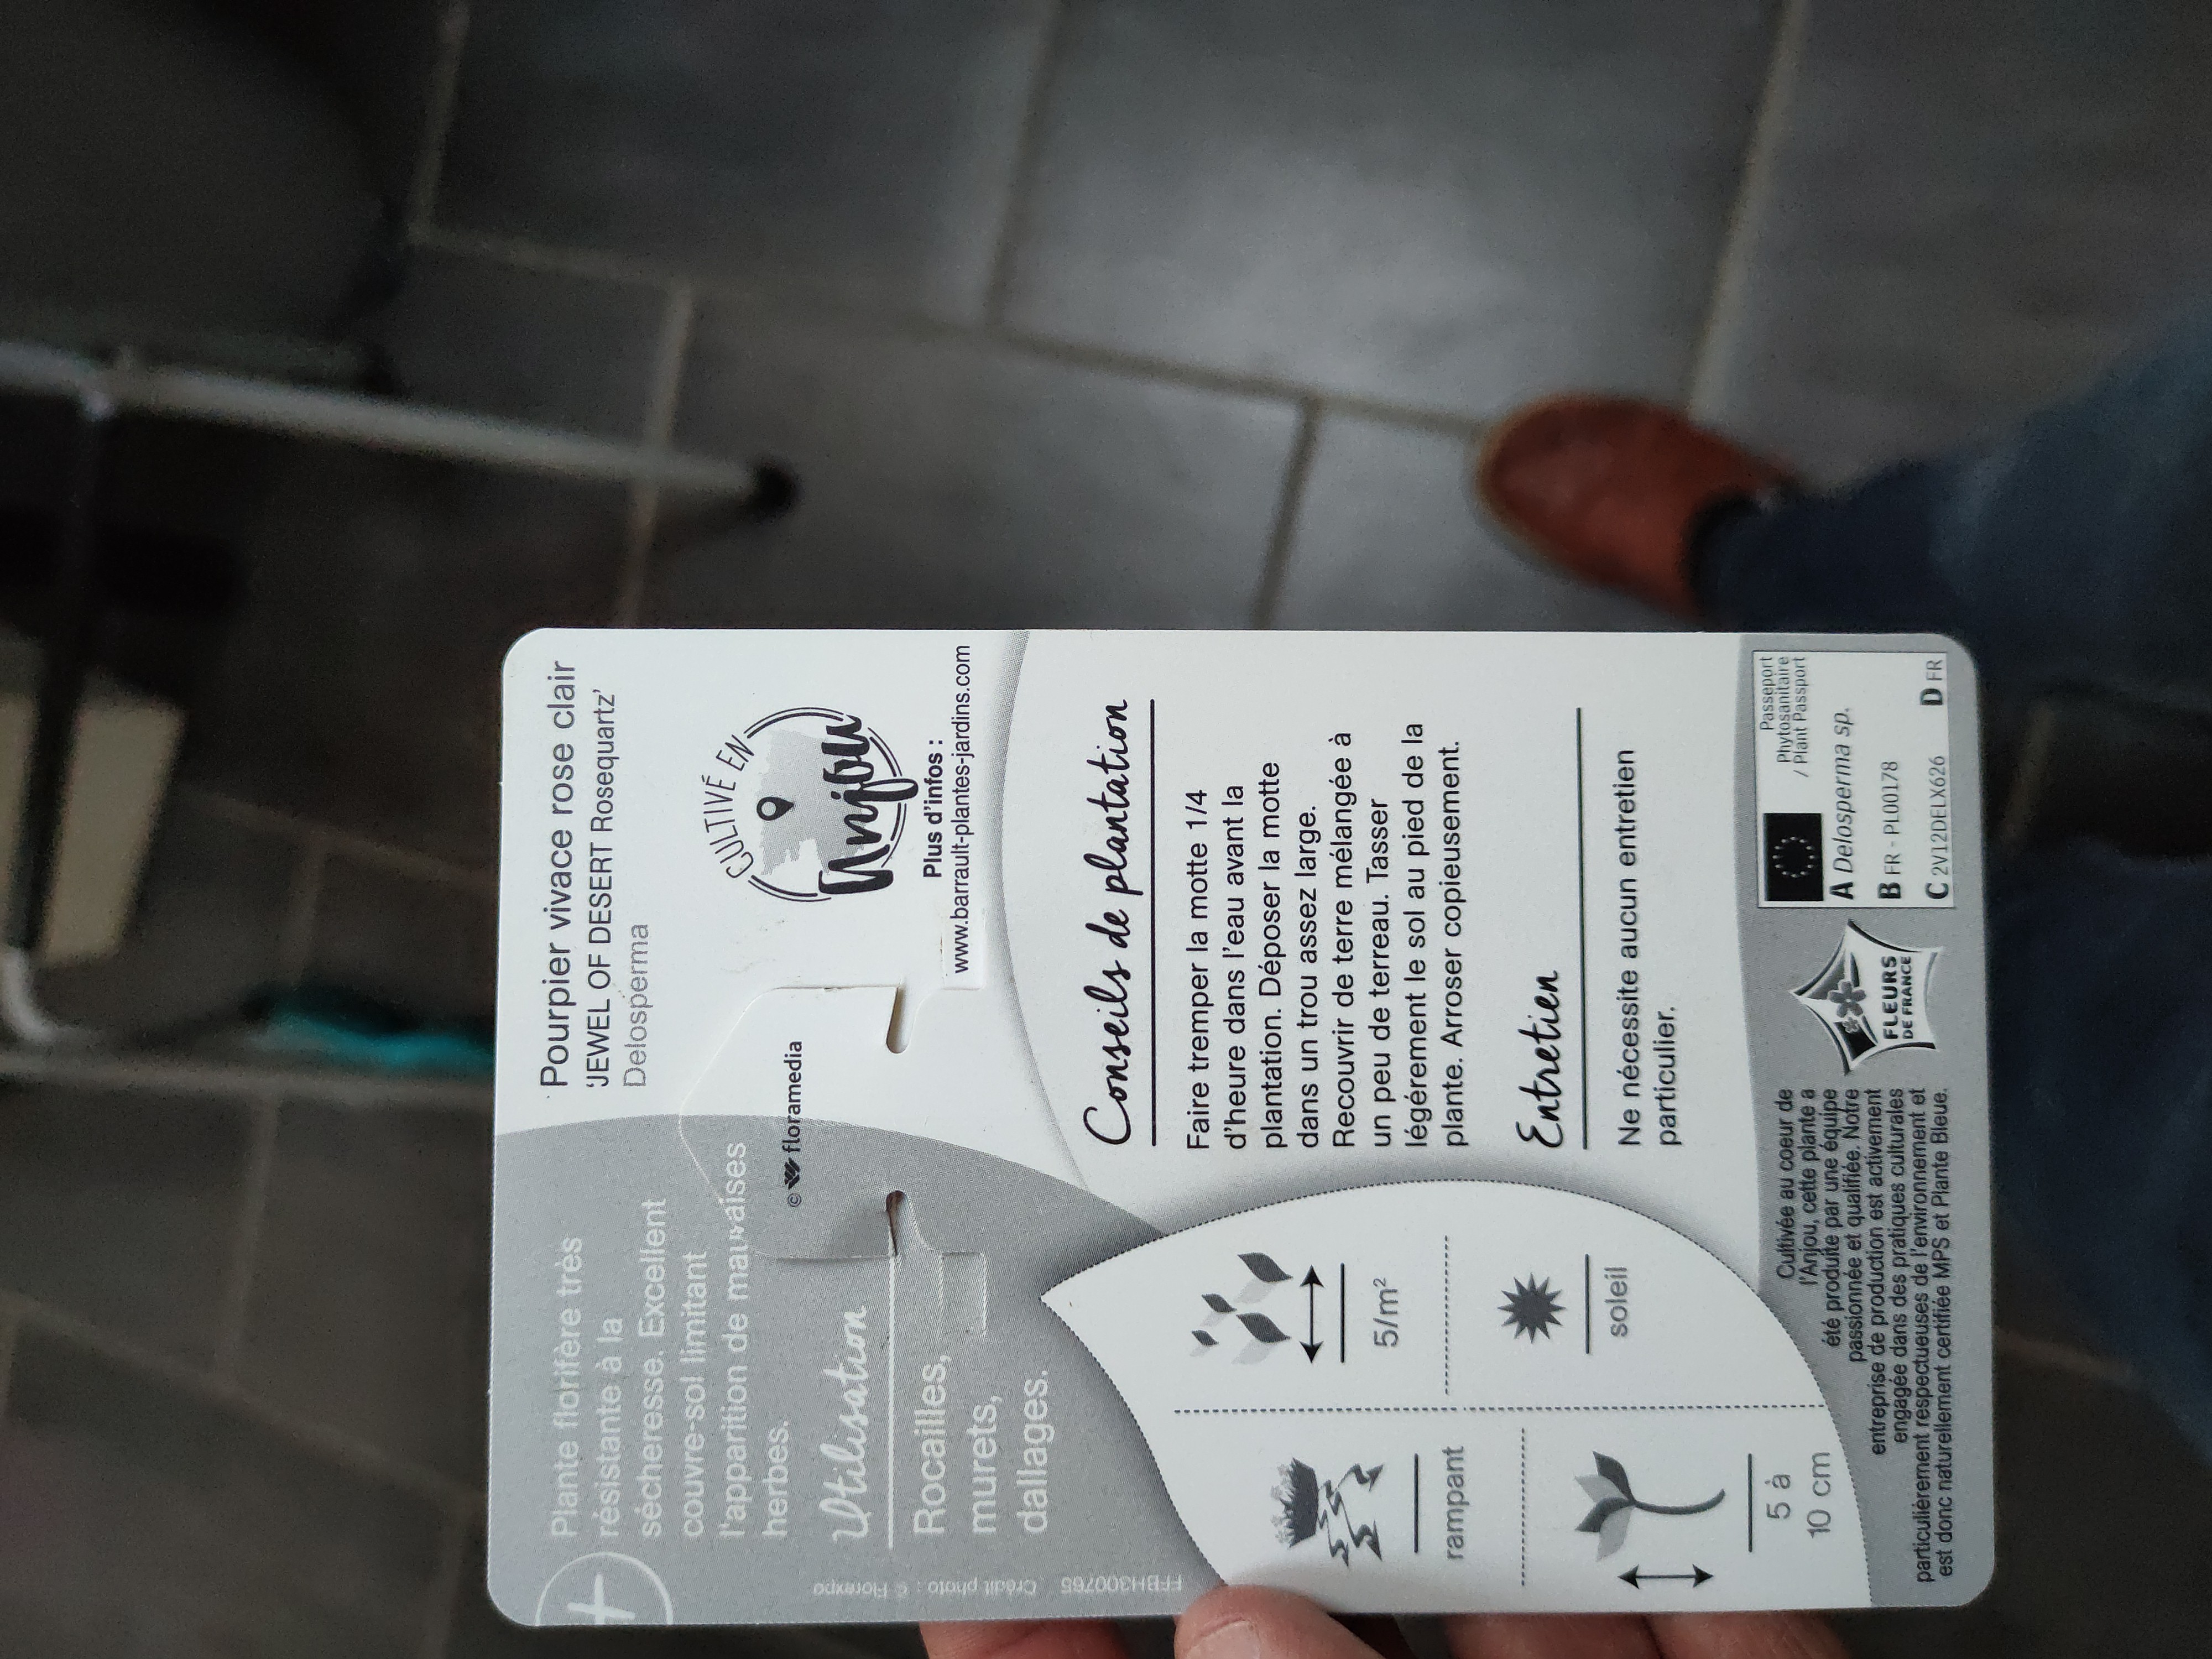 Plante florifère très
résistante à la
sécheresse. Excellent
couvre-sol limitant
l'apparition de mauvaises
herbes.
Utilisation
Rocailles,
murets,
dallages.
Crédit photo : © Florexpo FFBH300765
Pourpier vivace rose clair
'JEWEL OF DESERT Rosequartz'
Delosperma
© floramedia
CULTIVÉ EN
Anjou
Plus d'infos :
www.barrault-plantes-jardins.com
Conseils de plantation
Faire tremper la motte 1/4
d'heure dans l'eau avant la
plantation. Déposer la motte
dans un trou assez large.
Recouvrir de terre mélangée à
un peu de terreau. Tasser
légérement le sol au pied de la
plante. Arroser copieusement.
Entretien
Ne nécessite aucun entretien
particulier.
rampant
5/m²
5 à
10 cm
soleil
Cultivée au coeur de
l'Anjou, cette plante a
été produite par une équipe
passionnée et qualifiée. Notre
entreprise de production est activement
engagée dans des pratiques culturales
particulièrement respectueuses de l'environnement et
est donc naturellement certifiée MPS et Plante Bleue.
FLEURS
DE FRANCE
Passeport
Phytosanitaire
/ Plant Passport
A Delosperma sp.
B FR - PL00178
C 2V12DELX626 D FR